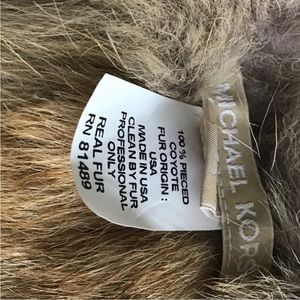 100% PIECED
COYOTE
FUR ORIGIN :
USA
MADE IN USA
CLEAN BY FUR
PROFESSIONAL
ONLY
REAL FUR
RN 81489
MICHAEL KORS